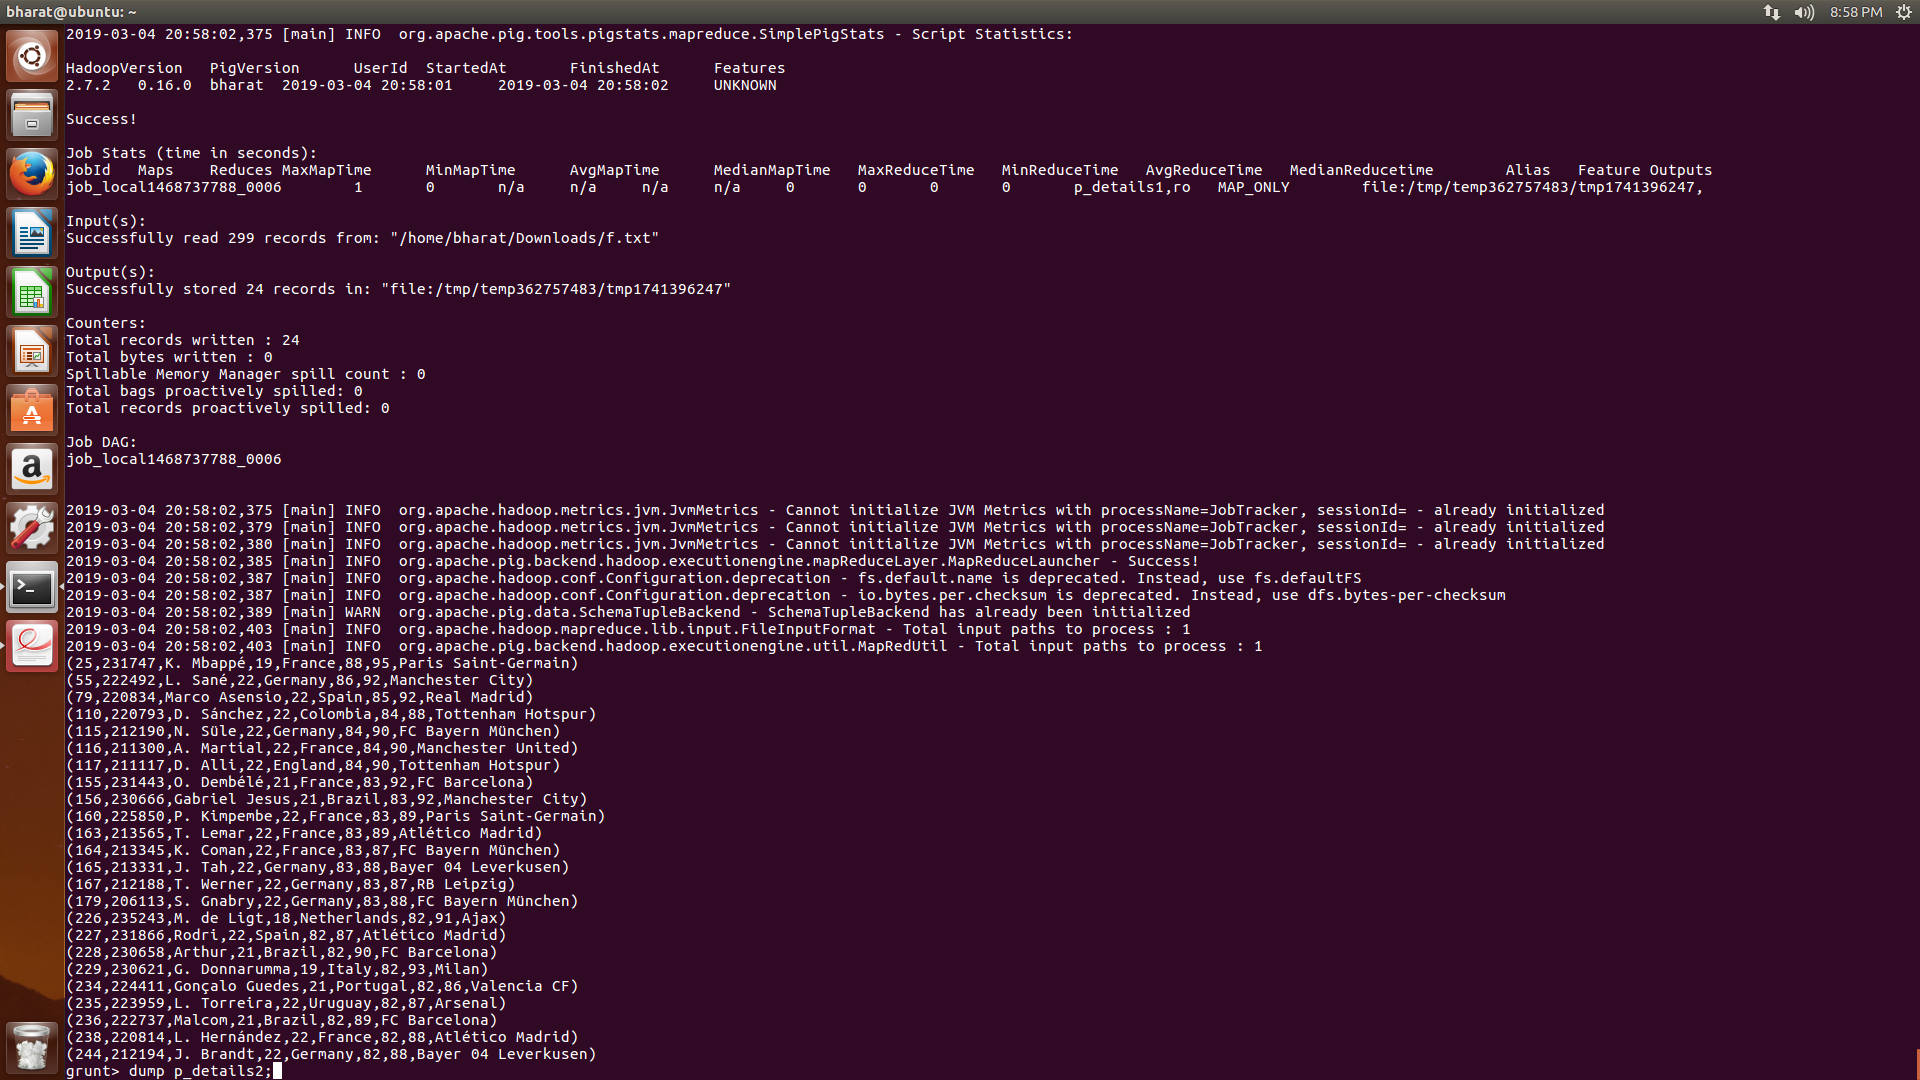 bharat@ubuntu: ~
8:58 PM
2019-03-04 20:58:02,375 [main] INFO  org.apache.pig.tools.pigstats.mapreduce.SimplePigStats - Script Statistics:
HadoopVersion   PigVersion      UserId  StartedAt       FinishedAt      Features
2.7.2   0.16.0  bharat  2019-03-04 20:58:01     2019-03-04 20:58:02     UNKNOWN
Success!
Job Stats (time in seconds):
JobId   Maps    Reduces MaxMapTime      MinMapTime      AvgMapTime      MedianMapTime   MaxReduceTime   MinReduceTime   AvgReduceTime   MedianReducetime        Alias   Feature Outputs
job_local1468737788_0006        1       0       n/a     n/a     n/a     n/a     0       0       0       0       p_details1,ro   MAP_ONLY        file:/tmp/temp362757483/tmp1741396247,
Input(s):
Successfully read 299 records from: "/home/bharat/Downloads/f.txt"
Output(s):
Successfully stored 24 records in: "file:/tmp/temp362757483/tmp1741396247"
Counters:
Total records written : 24
Total bytes written : 0
Spillable Memory Manager spill count : 0
Total bags proactively spilled: 0
Total records proactively spilled: 0
Job DAG:
job_local1468737788_0006
2019-03-04 20:58:02,375 [main] INFO  org.apache.hadoop.metrics.jvm.JvmMetrics - Cannot initialize JVM Metrics with processName=JobTracker, sessionId= - already initialized
2019-03-04 20:58:02,379 [main] INFO  org.apache.hadoop.metrics.jvm.JvmMetrics - Cannot initialize JVM Metrics with processName=JobTracker, sessionId= - already initialized
2019-03-04 20:58:02,380 [main] INFO  org.apache.hadoop.metrics.jvm.JvmMetrics - Cannot initialize JVM Metrics with processName=JobTracker, sessionId= - already initialized
2019-03-04 20:58:02,385 [main] INFO  org.apache.pig.backend.hadoop.executionengine.mapReduceLayer.MapReduceLauncher - Success!
2019-03-04 20:58:02,387 [main] INFO  org.apache.hadoop.conf.Configuration.deprecation - fs.default.name is deprecated. Instead, use fs.defaultFS
2019-03-04 20:58:02,387 [main] INFO  org.apache.hadoop.conf.Configuration.deprecation - io.bytes.per.checksum is deprecated. Instead, use dfs.bytes-per-checksum
2019-03-04 20:58:02,389 [main] WARN  org.apache.pig.data.SchemaTupleBackend - SchemaTupleBackend has already been initialized
2019-03-04 20:58:02,403 [main] INFO  org.apache.hadoop.mapreduce.lib.input.FileInputFormat - Total input paths to process : 1
2019-03-04 20:58:02,403 [main] INFO  org.apache.pig.backend.hadoop.executionengine.util.MapRedUtil - Total input paths to process : 1
(25,231747,K. Mbappé,19,France,88,95,Paris Saint-Germain)
(55,222492,L. Sané,22,Germany,86,92,Manchester City)
(79,220834,Marco Asensio,22,Spain,85,92,Real Madrid)
(110,220793,D. Sánchez,22,Colombia,84,88,Tottenham Hotspur)
(115,212190,N. Süle,22,Germany,84,90,FC Bayern München)
(116,211300,A. Martial,22,France,84,90,Manchester United)
(117,211117,D. Alli,22,England,84,90,Tottenham Hotspur)
(155,231443,O. Dembélé,21,France,83,92,FC Barcelona)
(156,230666,Gabriel Jesus,21,Brazil,83,92,Manchester City)
(160,225850,P. Kimpembe,22,France,83,89,Paris Saint-Germain)
(163,213565,T. Lemar,22,France,83,89,Atlético Madrid)
(164,213345,K. Coman,22,France,83,87,FC Bayern München)
(165,213331,J. Tah,22,Germany,83,88,Bayer 04 Leverkusen)
(167,212188,T. Werner,22,Germany,83,87,RB Leipzig)
(179,206113,S. Gnabry,22,Germany,83,88,FC Bayern München)
(226,235243,M. de Ligt,18,Netherlands,82,91,Ajax)
(227,231866,Rodri,22,Spain,82,87,Atlético Madrid)
(228,230658,Arthur,21,Brazil,82,90,FC Barcelona)
(229,230621,G. Donnarumma,19,Italy,82,93,Milan)
(234,224411,Gonçalo Guedes,21,Portugal,82,86,Valencia CF)
(235,223959,L. Torreira,22,Uruguay,82,87,Arsenal)
(236,222737,Malcom,21,Brazil,82,89,FC Barcelona)
(238,220814,L. Hernández,22,France,82,88,Atlético Madrid)
(244,212194,J. Brandt,22,Germany,82,88,Bayer 04 Leverkusen)
grunt> dump p_details2;